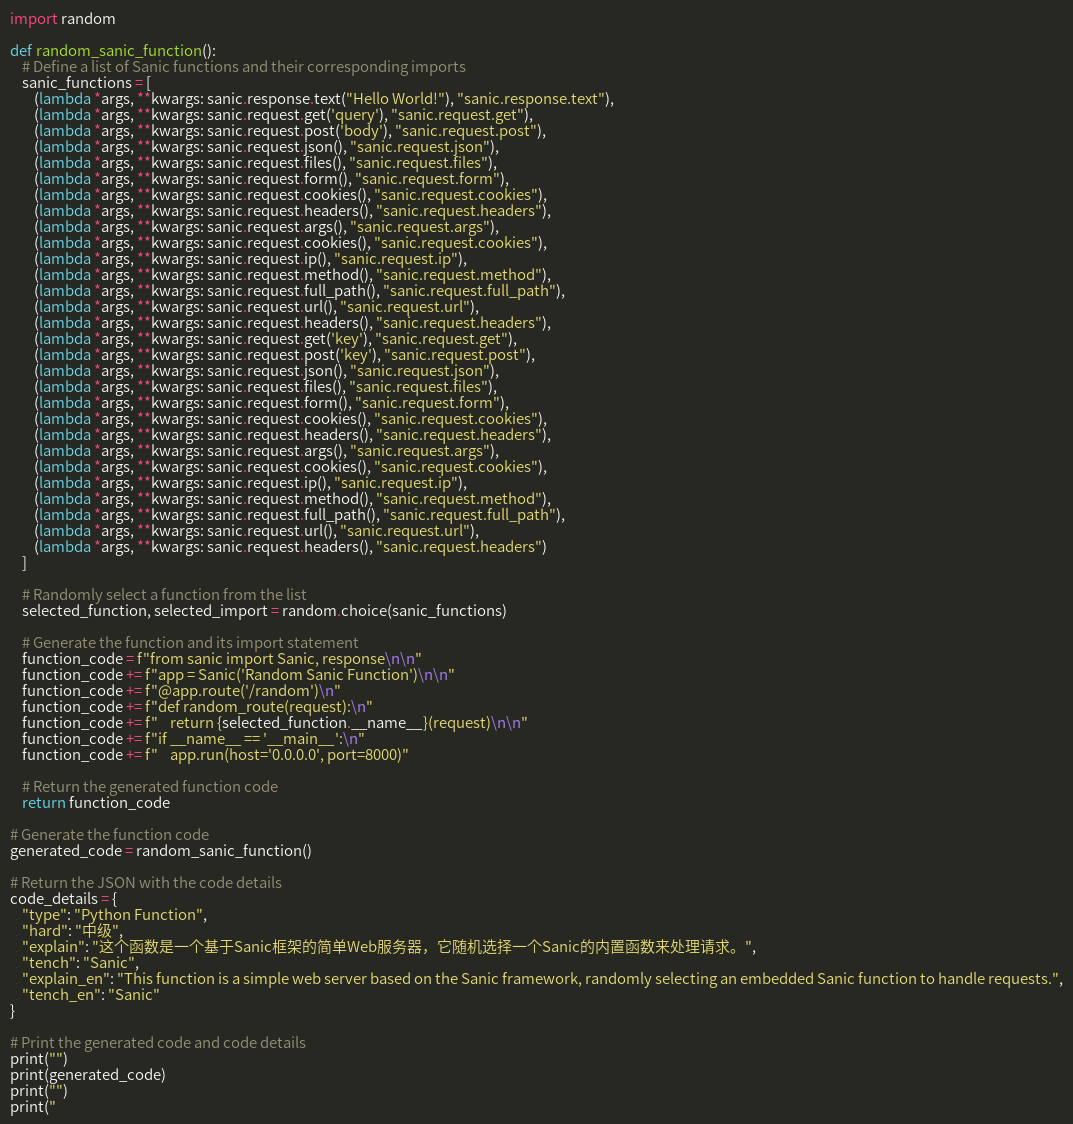 import random

def random_sanic_function():
    # Define a list of Sanic functions and their corresponding imports
    sanic_functions = [
        (lambda *args, **kwargs: sanic.response.text("Hello World!"), "sanic.response.text"),
        (lambda *args, **kwargs: sanic.request.get('query'), "sanic.request.get"),
        (lambda *args, **kwargs: sanic.request.post('body'), "sanic.request.post"),
        (lambda *args, **kwargs: sanic.request.json(), "sanic.request.json"),
        (lambda *args, **kwargs: sanic.request.files(), "sanic.request.files"),
        (lambda *args, **kwargs: sanic.request.form(), "sanic.request.form"),
        (lambda *args, **kwargs: sanic.request.cookies(), "sanic.request.cookies"),
        (lambda *args, **kwargs: sanic.request.headers(), "sanic.request.headers"),
        (lambda *args, **kwargs: sanic.request.args(), "sanic.request.args"),
        (lambda *args, **kwargs: sanic.request.cookies(), "sanic.request.cookies"),
        (lambda *args, **kwargs: sanic.request.ip(), "sanic.request.ip"),
        (lambda *args, **kwargs: sanic.request.method(), "sanic.request.method"),
        (lambda *args, **kwargs: sanic.request.full_path(), "sanic.request.full_path"),
        (lambda *args, **kwargs: sanic.request.url(), "sanic.request.url"),
        (lambda *args, **kwargs: sanic.request.headers(), "sanic.request.headers"),
        (lambda *args, **kwargs: sanic.request.get('key'), "sanic.request.get"),
        (lambda *args, **kwargs: sanic.request.post('key'), "sanic.request.post"),
        (lambda *args, **kwargs: sanic.request.json(), "sanic.request.json"),
        (lambda *args, **kwargs: sanic.request.files(), "sanic.request.files"),
        (lambda *args, **kwargs: sanic.request.form(), "sanic.request.form"),
        (lambda *args, **kwargs: sanic.request.cookies(), "sanic.request.cookies"),
        (lambda *args, **kwargs: sanic.request.headers(), "sanic.request.headers"),
        (lambda *args, **kwargs: sanic.request.args(), "sanic.request.args"),
        (lambda *args, **kwargs: sanic.request.cookies(), "sanic.request.cookies"),
        (lambda *args, **kwargs: sanic.request.ip(), "sanic.request.ip"),
        (lambda *args, **kwargs: sanic.request.method(), "sanic.request.method"),
        (lambda *args, **kwargs: sanic.request.full_path(), "sanic.request.full_path"),
        (lambda *args, **kwargs: sanic.request.url(), "sanic.request.url"),
        (lambda *args, **kwargs: sanic.request.headers(), "sanic.request.headers")
    ]

    # Randomly select a function from the list
    selected_function, selected_import = random.choice(sanic_functions)

    # Generate the function and its import statement
    function_code = f"from sanic import Sanic, response\n\n"
    function_code += f"app = Sanic('Random Sanic Function')\n\n"
    function_code += f"@app.route('/random')\n"
    function_code += f"def random_route(request):\n"
    function_code += f"    return {selected_function.__name__}(request)\n\n"
    function_code += f"if __name__ == '__main__':\n"
    function_code += f"    app.run(host='0.0.0.0', port=8000)"

    # Return the generated function code
    return function_code

# Generate the function code
generated_code = random_sanic_function()

# Return the JSON with the code details
code_details = {
    "type": "Python Function",
    "hard": "中级",
    "explain": "这个函数是一个基于Sanic框架的简单Web服务器，它随机选择一个Sanic的内置函数来处理请求。",
    "tench": "Sanic",
    "explain_en": "This function is a simple web server based on the Sanic framework, randomly selecting an embedded Sanic function to handle requests.",
    "tench_en": "Sanic"
}

# Print the generated code and code details
print("")
print(generated_code)
print("")
print("